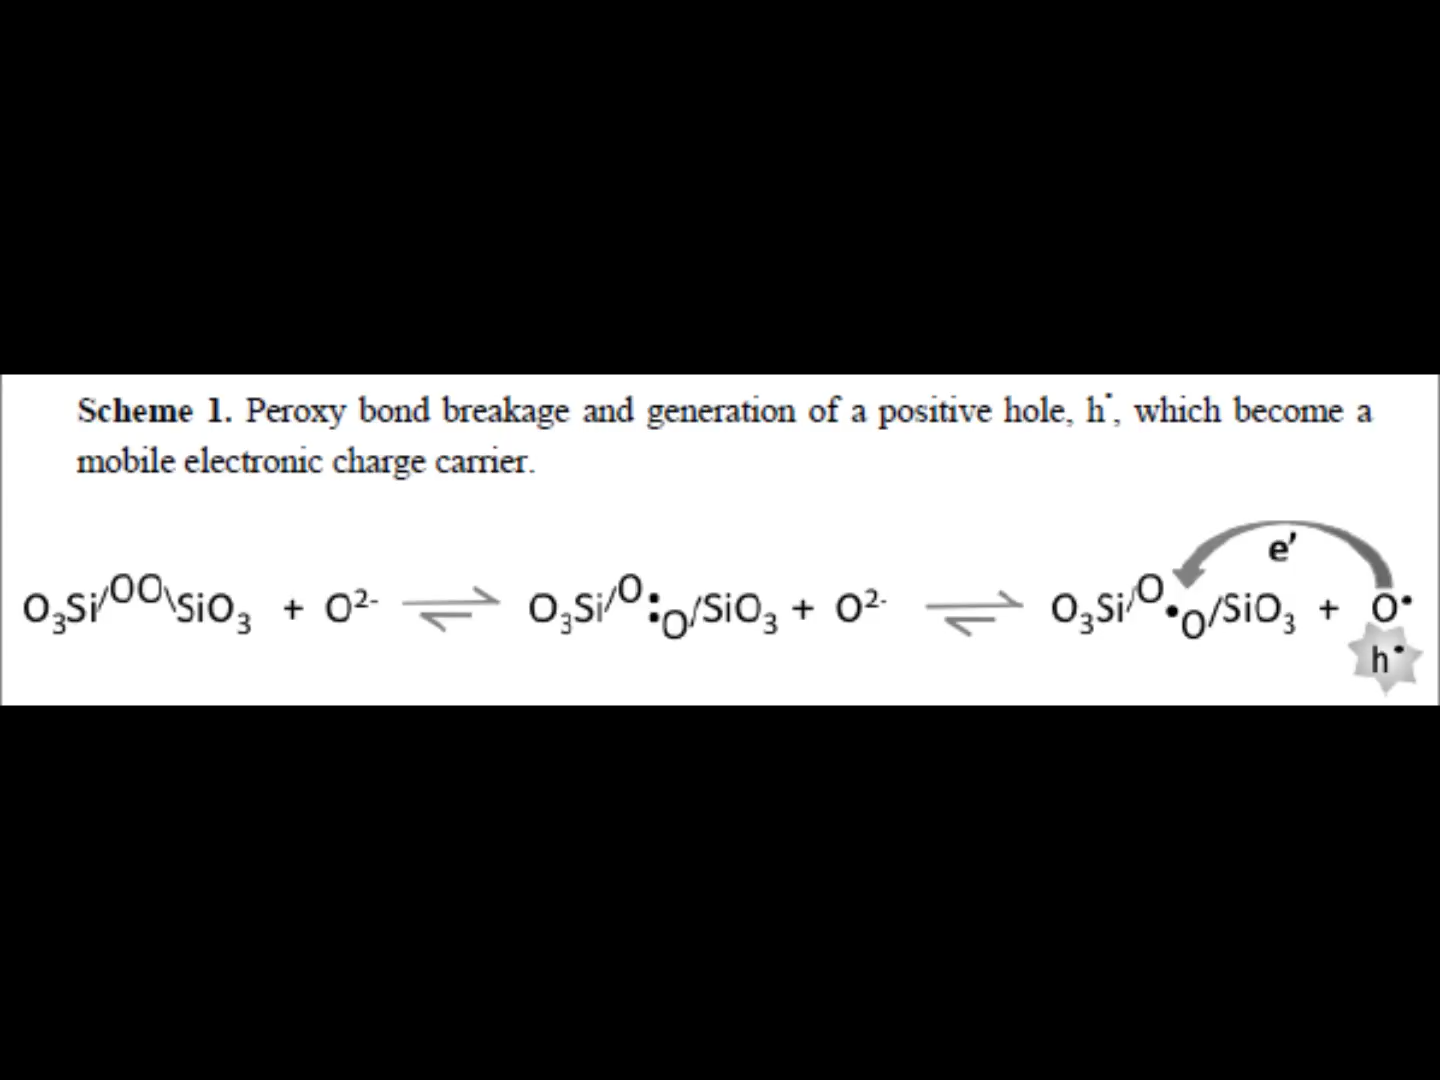 Scheme 1. Peroxy bond breakage and generation of a positive hole, h˙, which become a
mobile electronic charge carrier.
e′
O₃Si/OO\SiO₃ + O²⁻ ⇌ O₃Si/O:O/SiO₃ + O²⁻ ⇌ O₃Si/O•O/SiO₃ + O•
h•